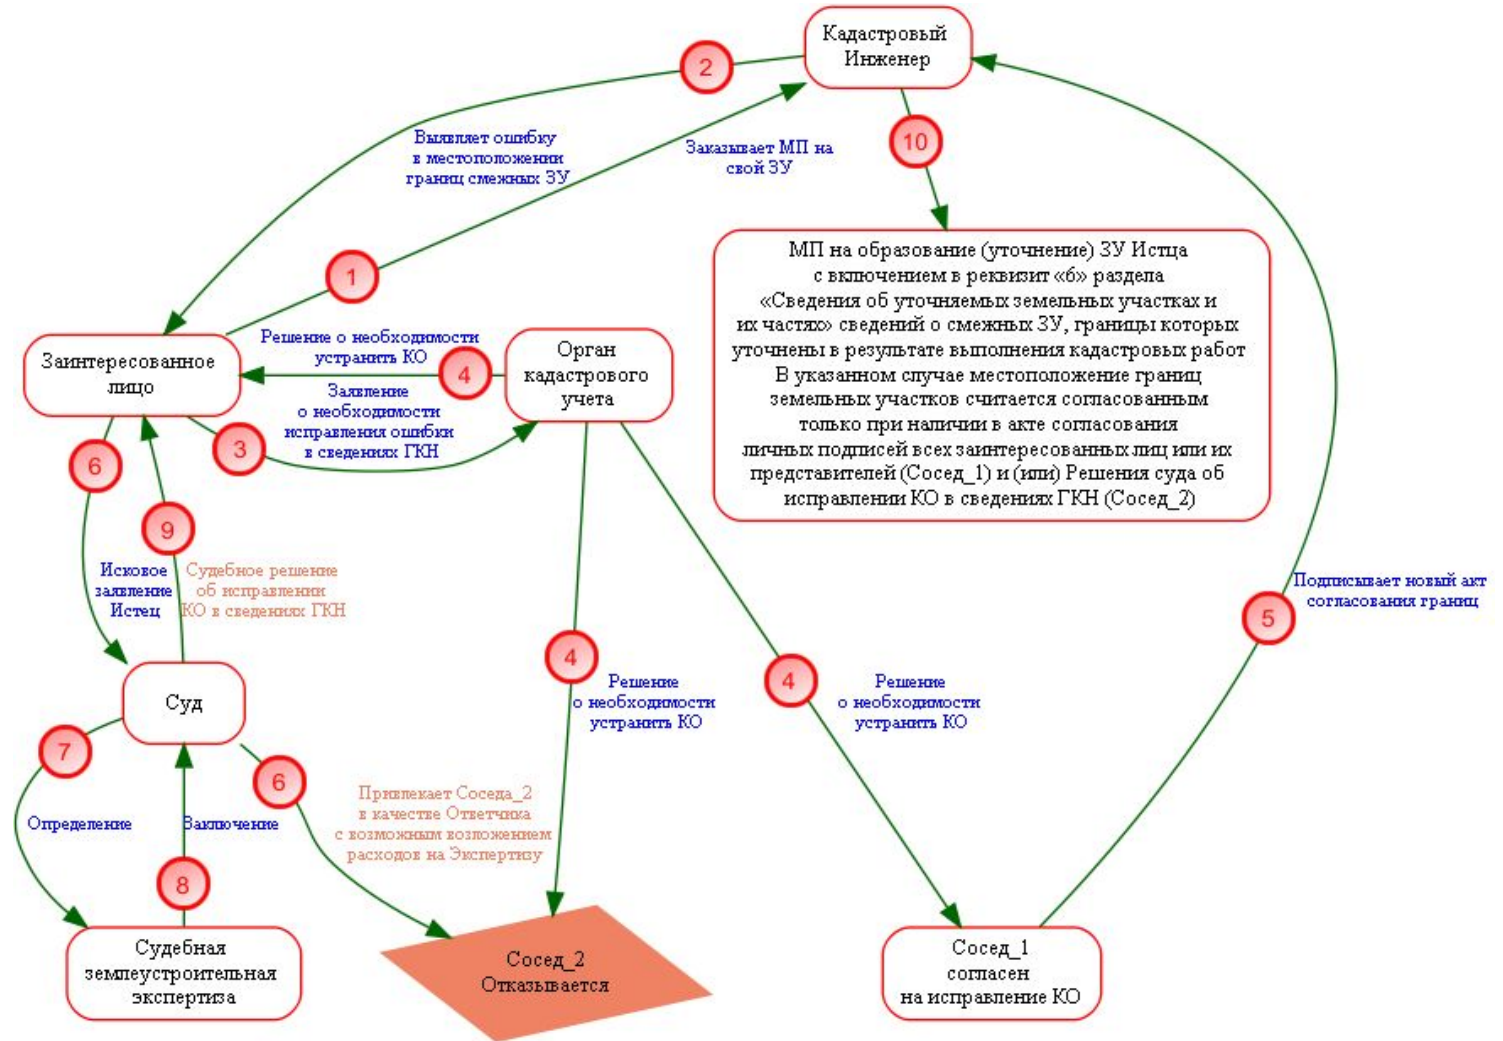 Кадастровый
Инженер
2
10
Выявляет ошибку
в местоположении
границ смежных ЗУ
Заказывает МП на
свой ЗУ
1
МП на образование (уточнение) ЗУ Истца
с включением в реквизит «6» раздела
«Сведения об уточняемых земельных участках и
их частях» сведений о смежных ЗУ, границы которых
уточнены в результате выполнения кадастровых работ
В указанном случае местоположение границ
земельных участков считается согласованным
только при наличии в акте согласования
личных подписей всех заинтересованных лиц или их
представителей (Сосед_1) и (или) Решения суда об
исправлении КО в сведениях ГКН (Сосед_2)
Заинтересованное
лицо
Решение о необходимости
устранить КО
4
Орган
кадастрового
учета
Заявление
о необходимости
исправления ошибки
в сведениях ГКН
3
6
9
Исковое
заявление
Истец
Судебное решение
об исправлении
КО в сведениях ГКН
5
Подписывает новый акт
согласования границ
Суд
4
Решение
о необходимости
устранить КО
4
Решение
о необходимости
устранить КО
7
6
Определение
Заключение
Привлекает Соседа_2
в качестве Ответчика
с возможным возложением
расходов на Экспертизу
8
Судебная
землеустроительная
экспертиза
Сосед_2
Отказывается
Сосед_1
согласен
на исправление КО